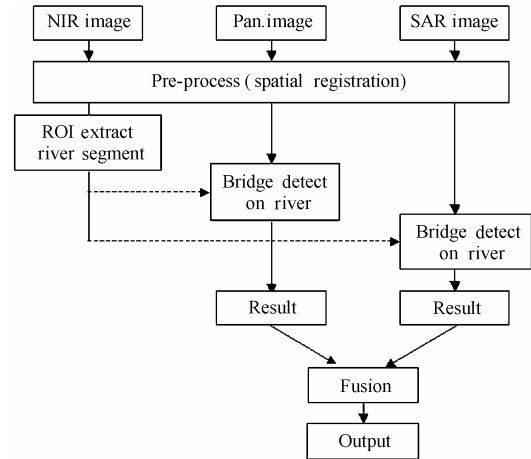 NIR image
Pan.image
SAR image
Pre-process ( spatial registration)
ROI extract
river segment
Bridge detect
on river
Bridge detect
on river
Result
Result
Fusion
Output